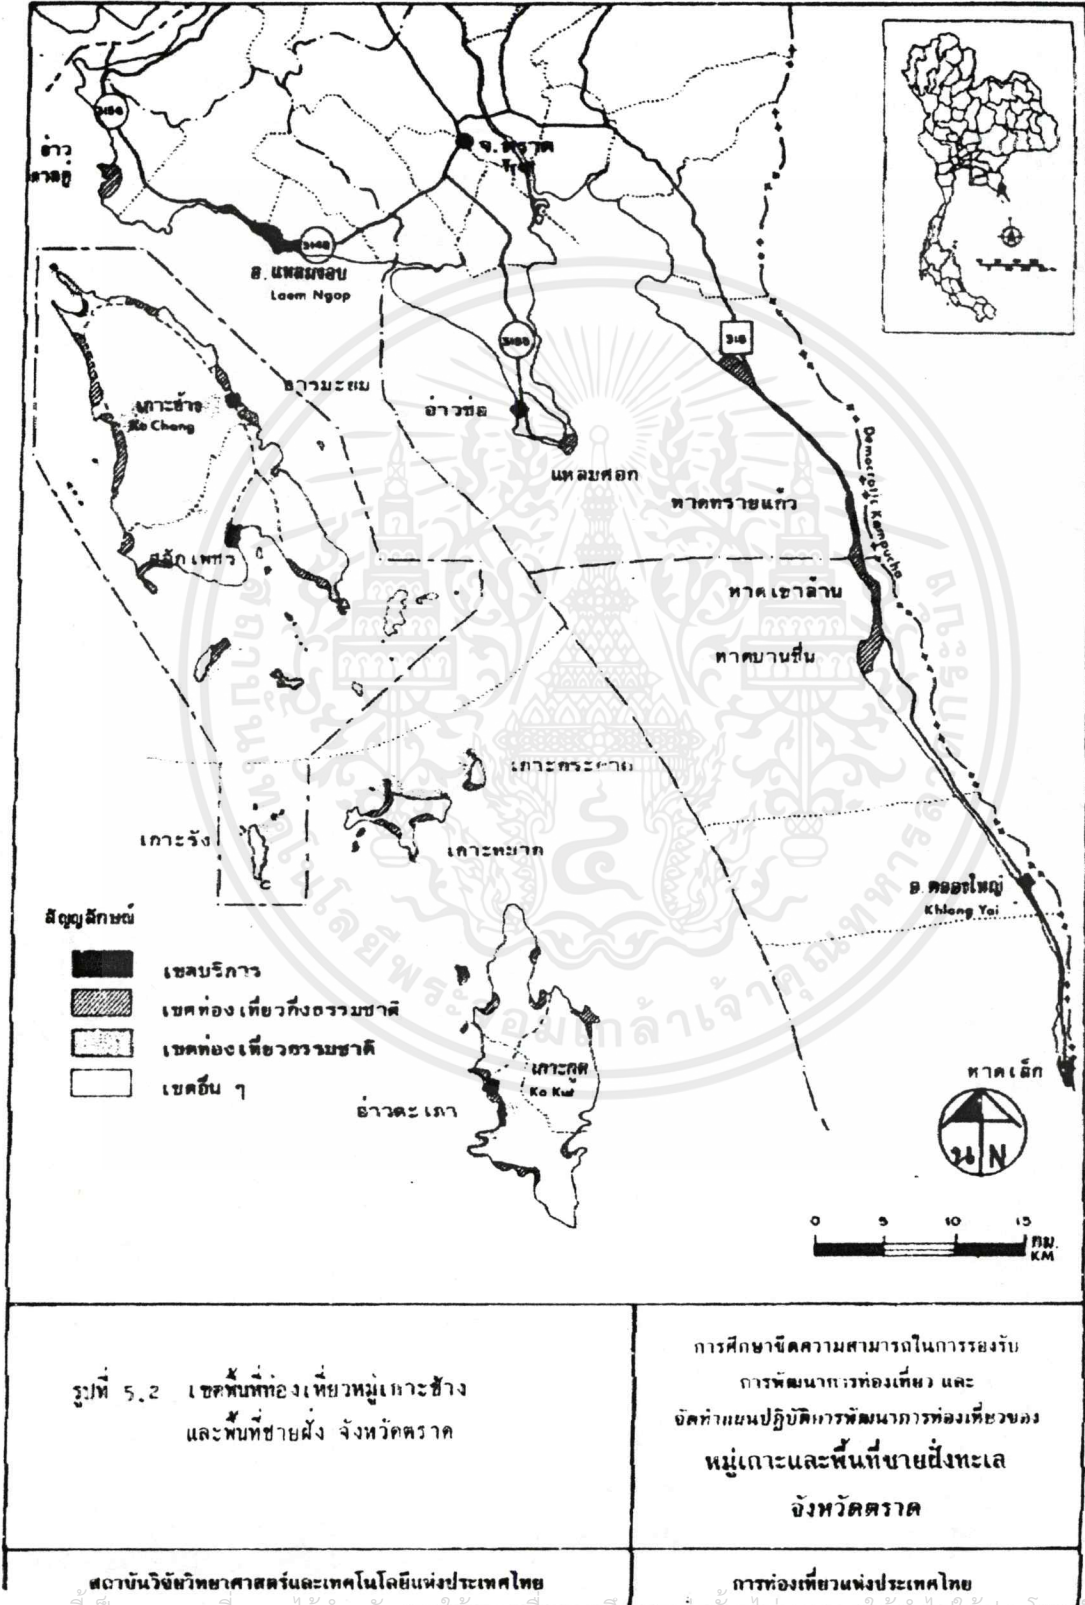 3156
อ่าว
ตาลคู่
จ.ตราด
Trat
3148
อ. แหลมงอบ
Laem Ngop
318
3155
ธารมะยม
อ่าวช่อ
เกาะช้าง
Ko Chang
แหลมศอก
หาดทรายแก้ว
Democratic Kampuchea
สลักเพชร
หาดเขาล้าน
หาดบานชื่น
เกาะกระดาด
เกาะรัง
เกาะหมาก
อ. คลองใหญ่
Khlong Yai
สัญญลักษณ์
เขตบริการ
เขตท่องเที่ยวกึ่งธรรมชาติ
เขตท่องเที่ยวธรรมชาติ
เขตอื่น ๆ
เกาะกูด
Ko Kut
อ่าวตะเภา
หาดเล็ก
น N
0 5 10 15
กม.
KM
รูปที่ 5.2 เขตพื้นที่ท่องเที่ยวหมู่เกาะช้าง
และพื้นที่ชายฝั่ง จังหวัดตราด
การศึกษาขีดความสามารถในการรองรับ
การพัฒนาการท่องเที่ยว และ
จัดทำแผนปฏิบัติการพัฒนาการท่องเที่ยวของ
หมู่เกาะและพื้นที่ชายฝั่งทะเล
จังหวัดตราด
สถาบันวิจัยวิทยาศาสตร์และเทคโนโลยีแห่งประเทศไทย
การท่องเที่ยวแห่งประเทศไทย